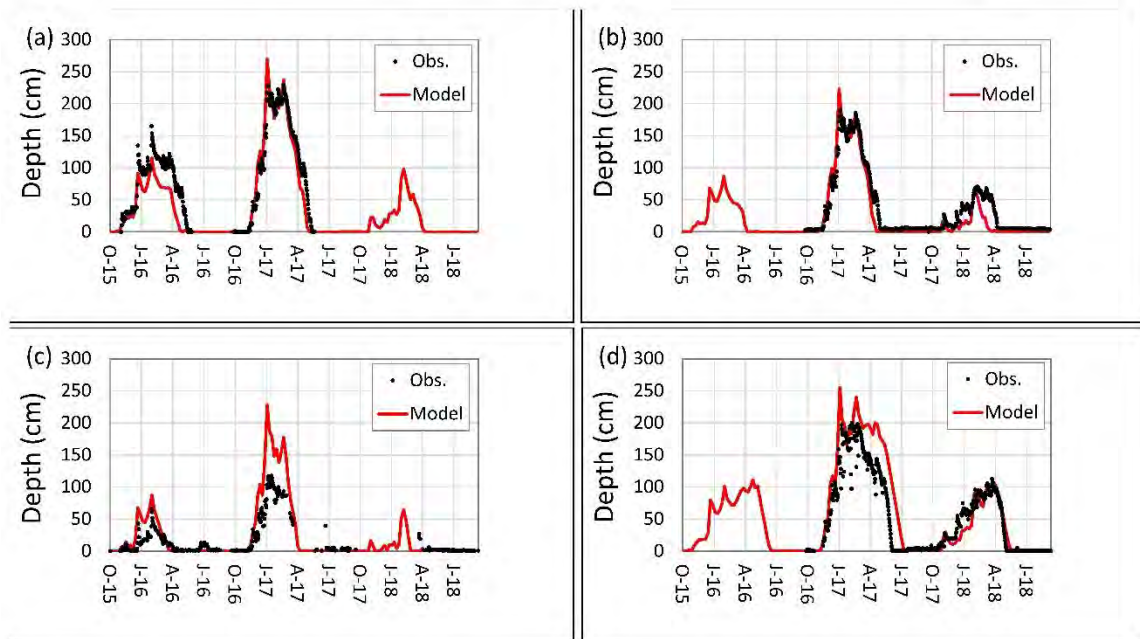 (a)
Depth (cm)
300
250
200
150
100
50
0
Obs.
Model
O-15
J-16
A-16
J-16
O-16
J-17
A-17
J-17
O-17
J-18
A-18
J-18
(b)
Depth (cm)
300
250
200
150
100
50
0
Obs.
Model
O-15
J-16
A-16
J-16
O-16
J-17
A-17
J-17
O-17
J-18
A-18
J-18
(c)
Depth (cm)
300
250
200
150
100
50
0
Obs.
Model
O-15
J-16
A-16
J-16
O-16
J-17
A-17
J-17
O-17
J-18
A-18
J-18
(d)
Depth (cm)
300
250
200
150
100
50
0
Obs.
Model
O-15
J-16
A-16
J-16
O-16
J-17
A-17
J-17
O-17
J-18
A-18
J-18